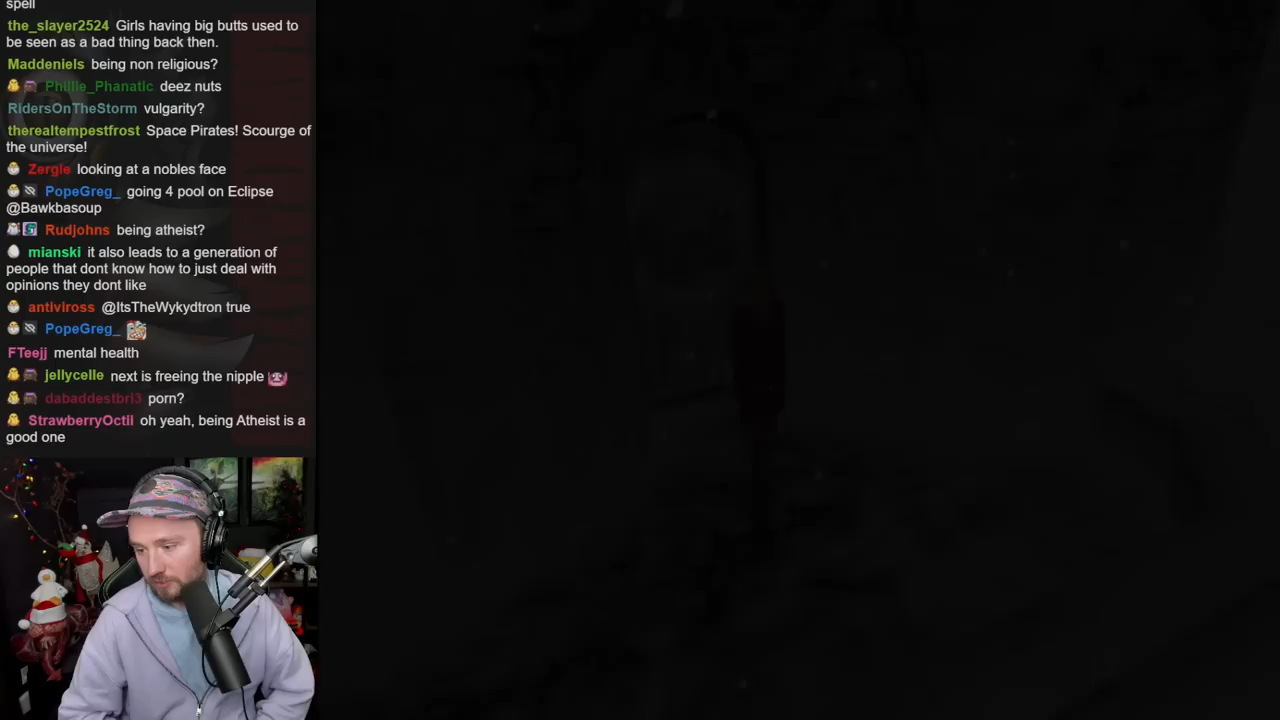 spell
the_slayer2524 Girls having big butts used to
be seen as a bad thing back then.
Maddeniels being non religious?
Phillie_Phanatic deez nuts
RidersOnTheStorm vulgarity?
therealtempestfrost Space Pirates! Scourge of
the universe!
Zergle looking at a nobles face
PopeGreg_ going 4 pool on Eclipse
@Bawkbasoup
Rudjohns being atheist?
mianski it also leads to a generation of
people that dont know how to just deal with
opinions they dont like
antiviross @ItsTheWykydtron true
PopeGreg_
FTeejj mental health
jellycelle next is freeing the nipple
dabaddestbri3 porn?
StrawberryOctli oh yeah, being Atheist is a
good one